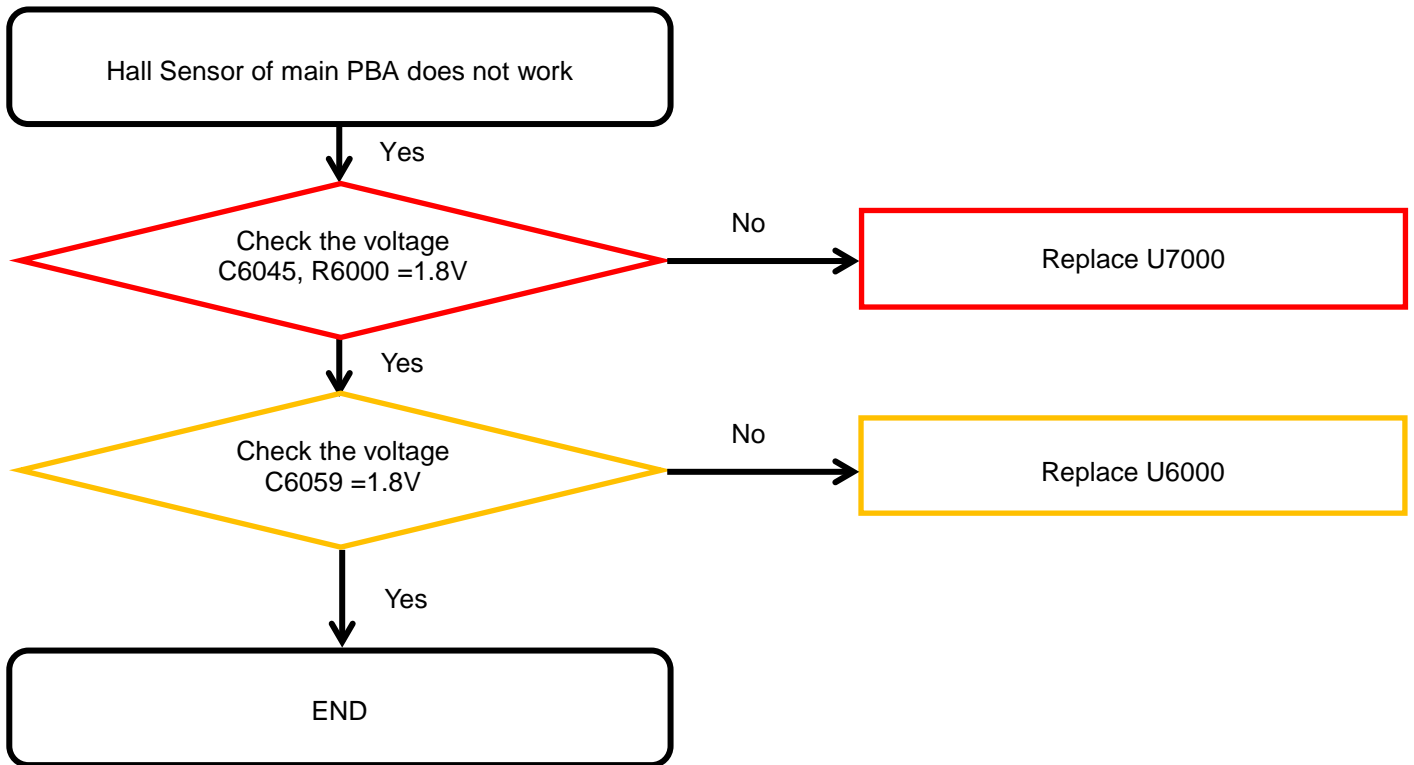 Hall Sensor of main PBA does not work
Yes
Check the voltage
C6045, R6000 =1.8V
No
Replace U7000
Yes
Check the voltage
C6059 =1.8V
No
Replace U6000
Yes
END